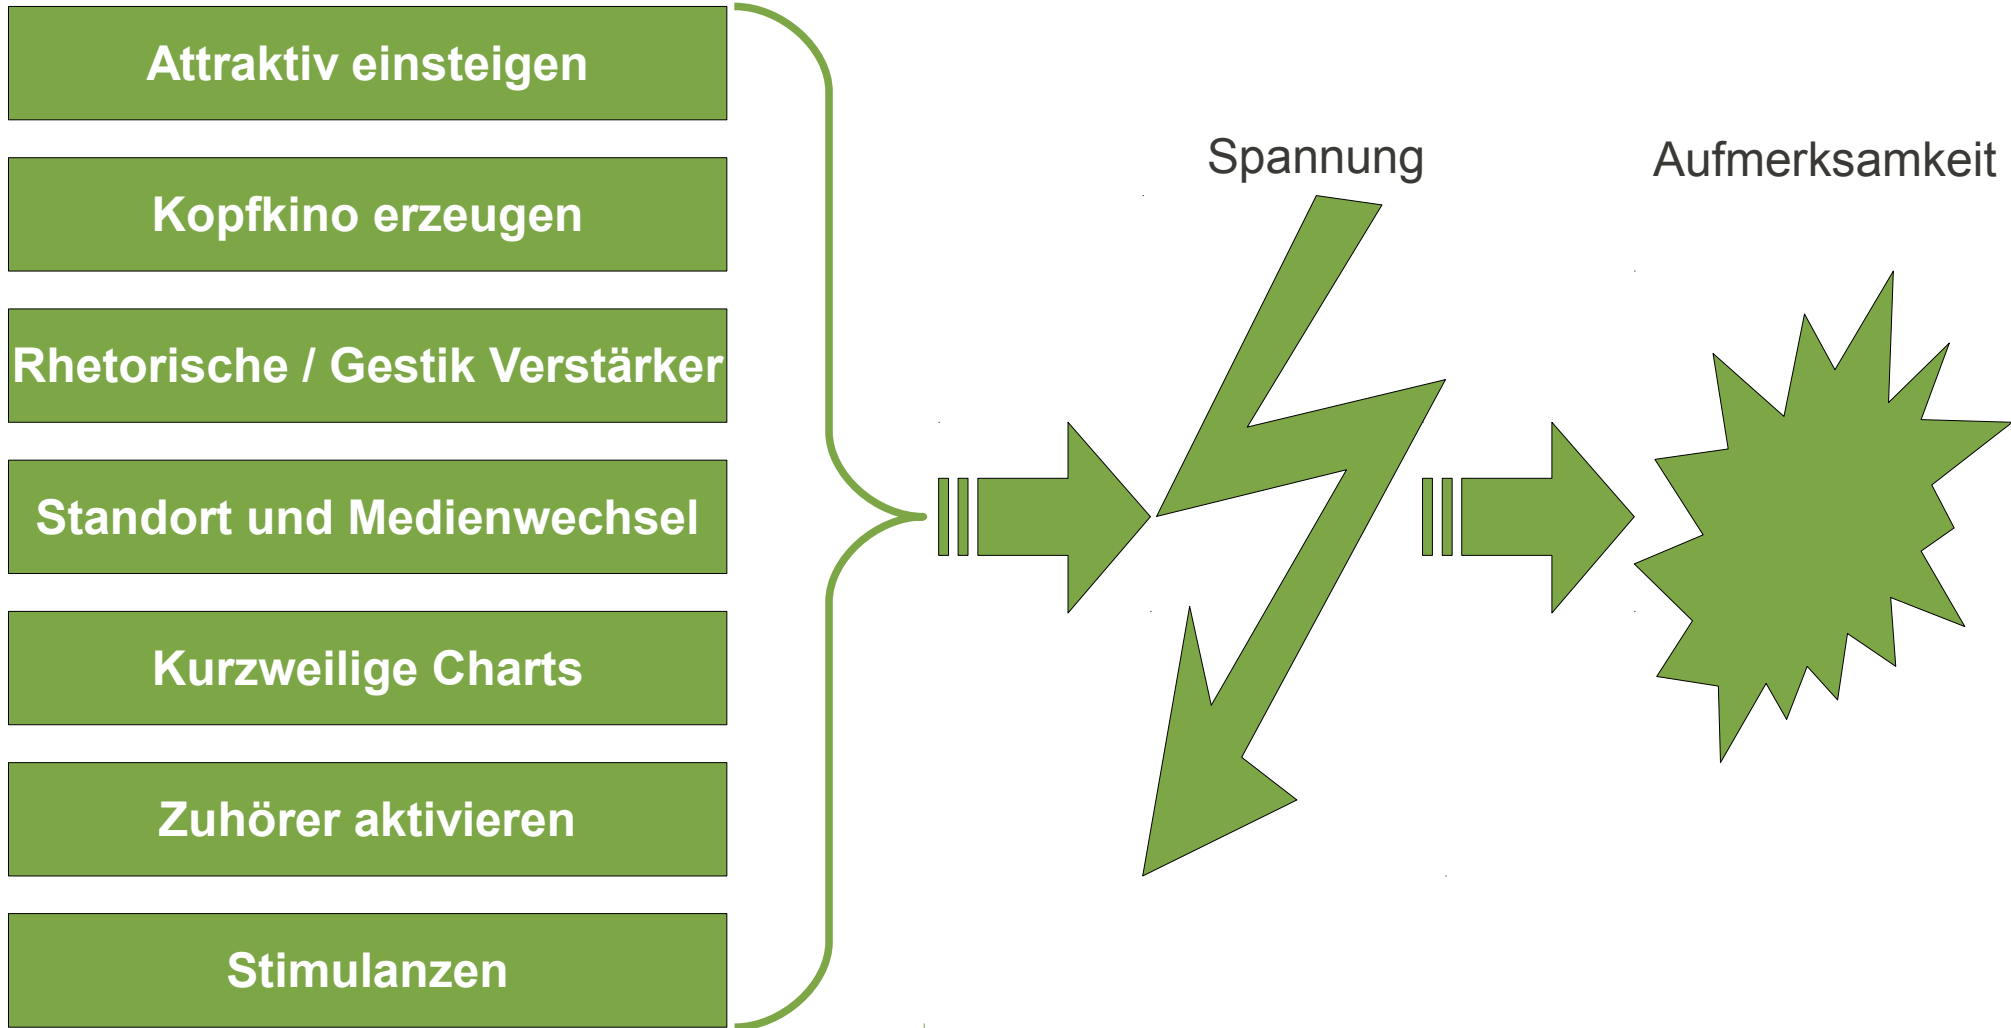 Attraktiv einsteigen
Kopfkino erzeugen
Rhetorische / Gestik Verstärker
Standort und Medienwechsel
Kurzweilige Charts
Zuhörer aktivieren
Stimulanzen
Spannung
Aufmerksamkeit